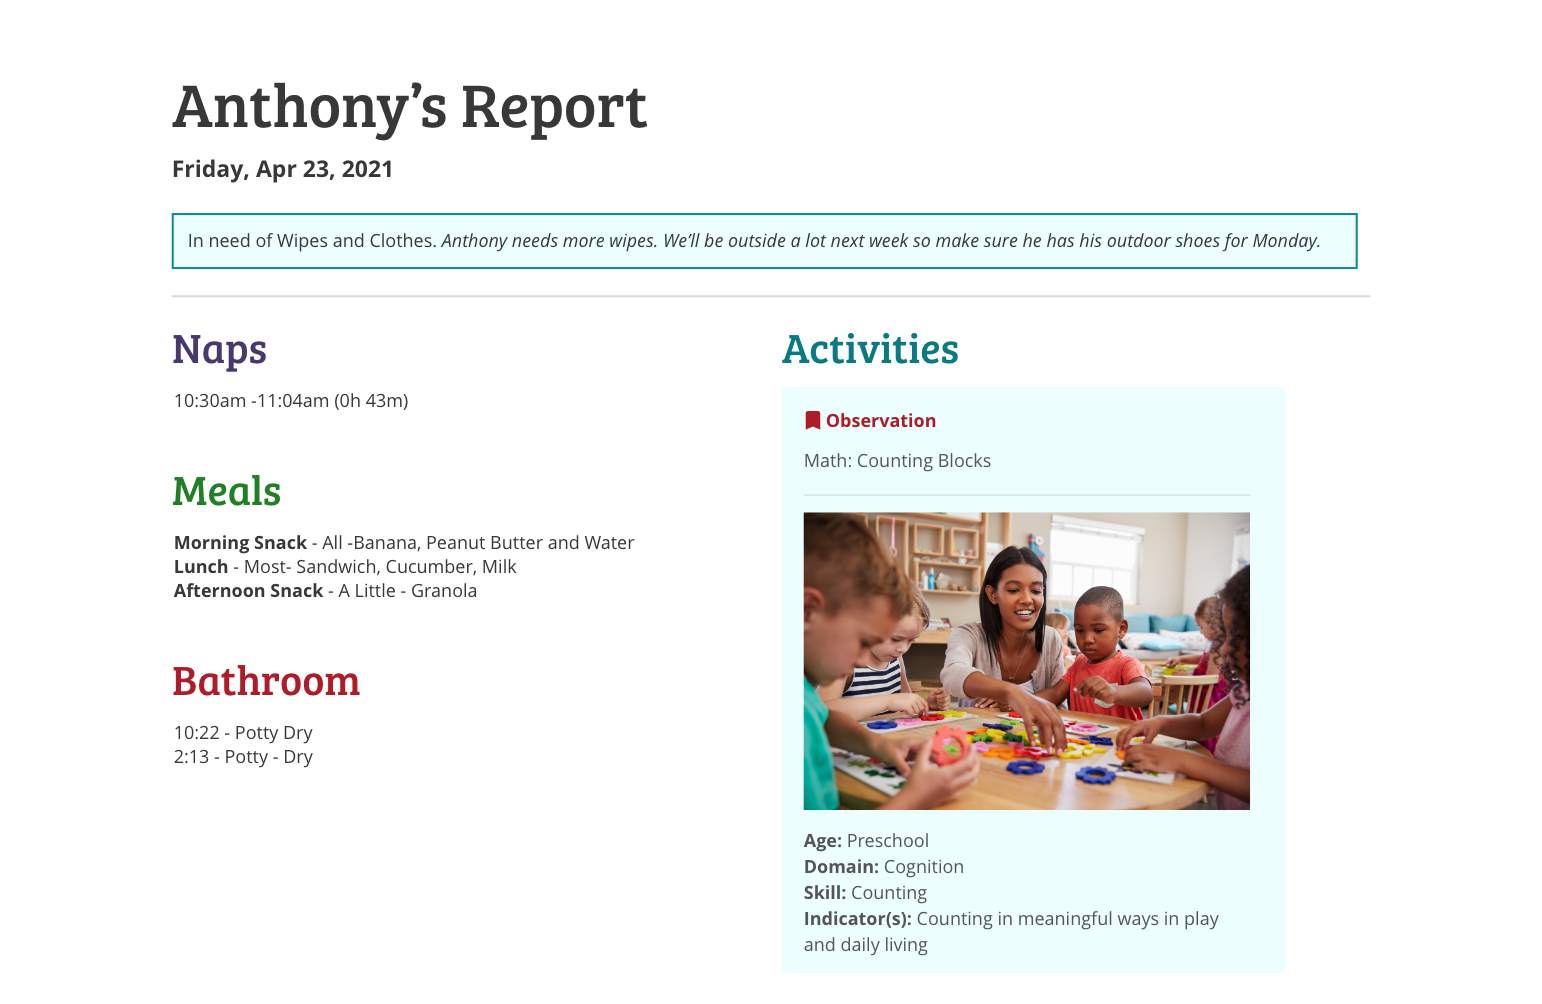 Anthony’s Report
Friday, Apr 23, 2021
In need of Wipes and Clothes. Anthony needs more wipes. We’ll be outside a lot next week so make sure he has his outdoor shoes for Monday.
Naps
10:30am -11:04am (0h 43m)
Meals
Morning Snack - All -Banana, Peanut Butter and Water
Lunch - Most- Sandwich, Cucumber, Milk
Afternoon Snack - A Little - Granola
Bathroom
10:22 - Potty Dry
2:13 - Potty - Dry
Activities
Observation
Math: Counting Blocks
Age: Preschool
Domain: Cognition
Skill: Counting
Indicator(s): Counting in meaningful ways in play
and daily living